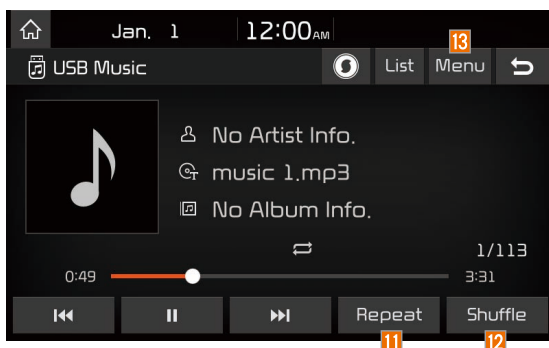 Jan. 1 12:00AM
13
USB Music List Menu
No Artist Info.
music 1.mp3
No Album Info.
1/113
0:49 3:31
Repeat Shuffle
11 12